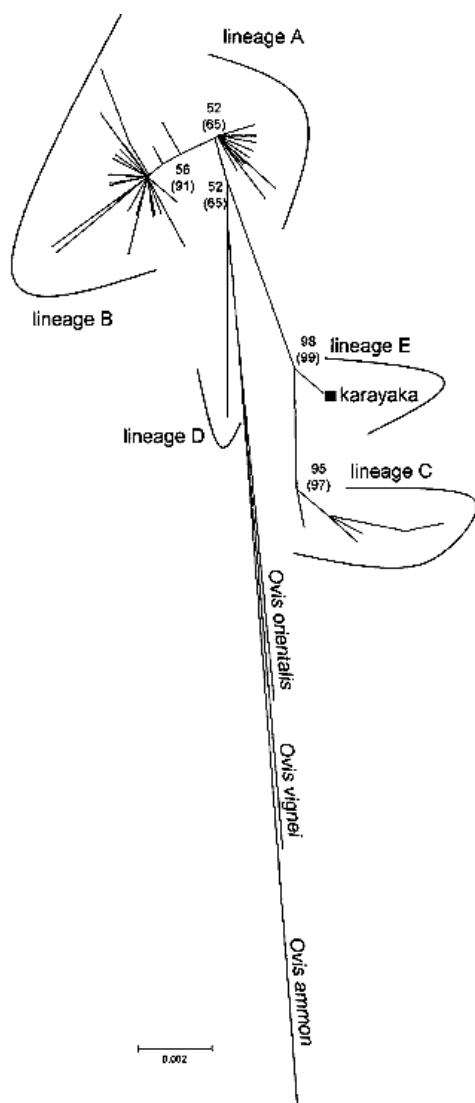 lineage A
52
(65)
56
(91)
52
(65)
lineage B
98
(99)
lineage E
karayaka
lineage D
95
(97)
lineage C
Ovis orientalis
Ovis vignei
Ovis ammon
0.002